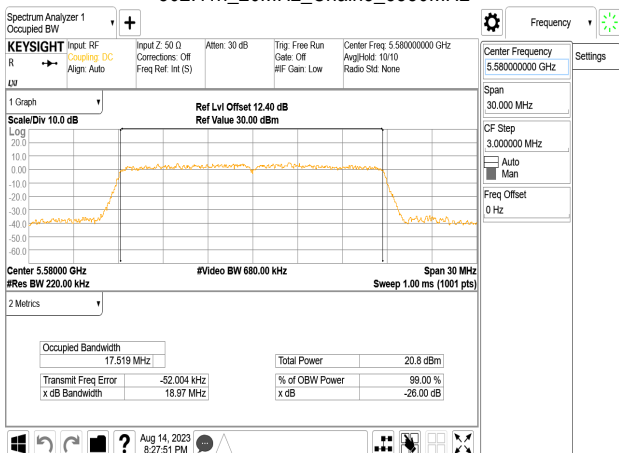 Spectrum Analyzer 1
Occupied BW
Frequency
KEYSIGHT
R
Input: RF
Coupling: DC
Align: Auto
Input Z: 50 Ω
Corrections: Off
Freq Ref: Int (S)
Atten: 30 dB
Trig: Free Run
Gate: Off
#IF Gain: Low
Center Freq: 5.580000000 GHz
Avg|Hold: 10/10
Radio Std: None
Center Frequency
5.580000000 GHz
Settings
Span
30.000 MHz
CF Step
3.000000 MHz
Auto
Man
Freq Offset
0 Hz
1 Graph
Scale/Div 10.0 dB
Ref Lvl Offset 12.40 dB
Ref Value 30.00 dBm
Log
20.0
10.0
0.00
-10.0
-20.0
-30.0
-40.0
-50.0
-60.0
Center 5.58000 GHz
#Res BW 220.00 kHz
#Video BW 680.00 kHz
Span 30 MHz
Sweep 1.00 ms (1001 pts)
2 Metrics
Occupied Bandwidth
17.519 MHz
Total Power 20.8 dBm
Transmit Freq Error -52.004 kHz
% of OBW Power 99.00 %
x dB Bandwidth 18.97 MHz
x dB -26.00 dB
Aug 14, 2023
8:27:51 PM